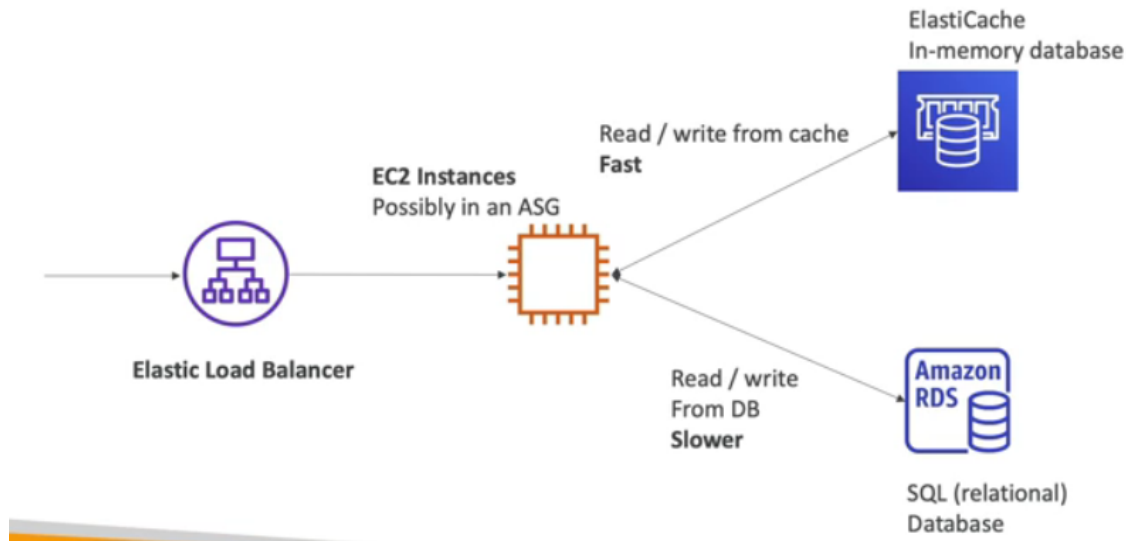 ElastiCache
In-memory database
Read / write from cache
Fast
EC2 Instances
Possibly in an ASG
Elastic Load Balancer
Read / write
From DB
Slower
Amazon
RDS
SQL (relational)
Database